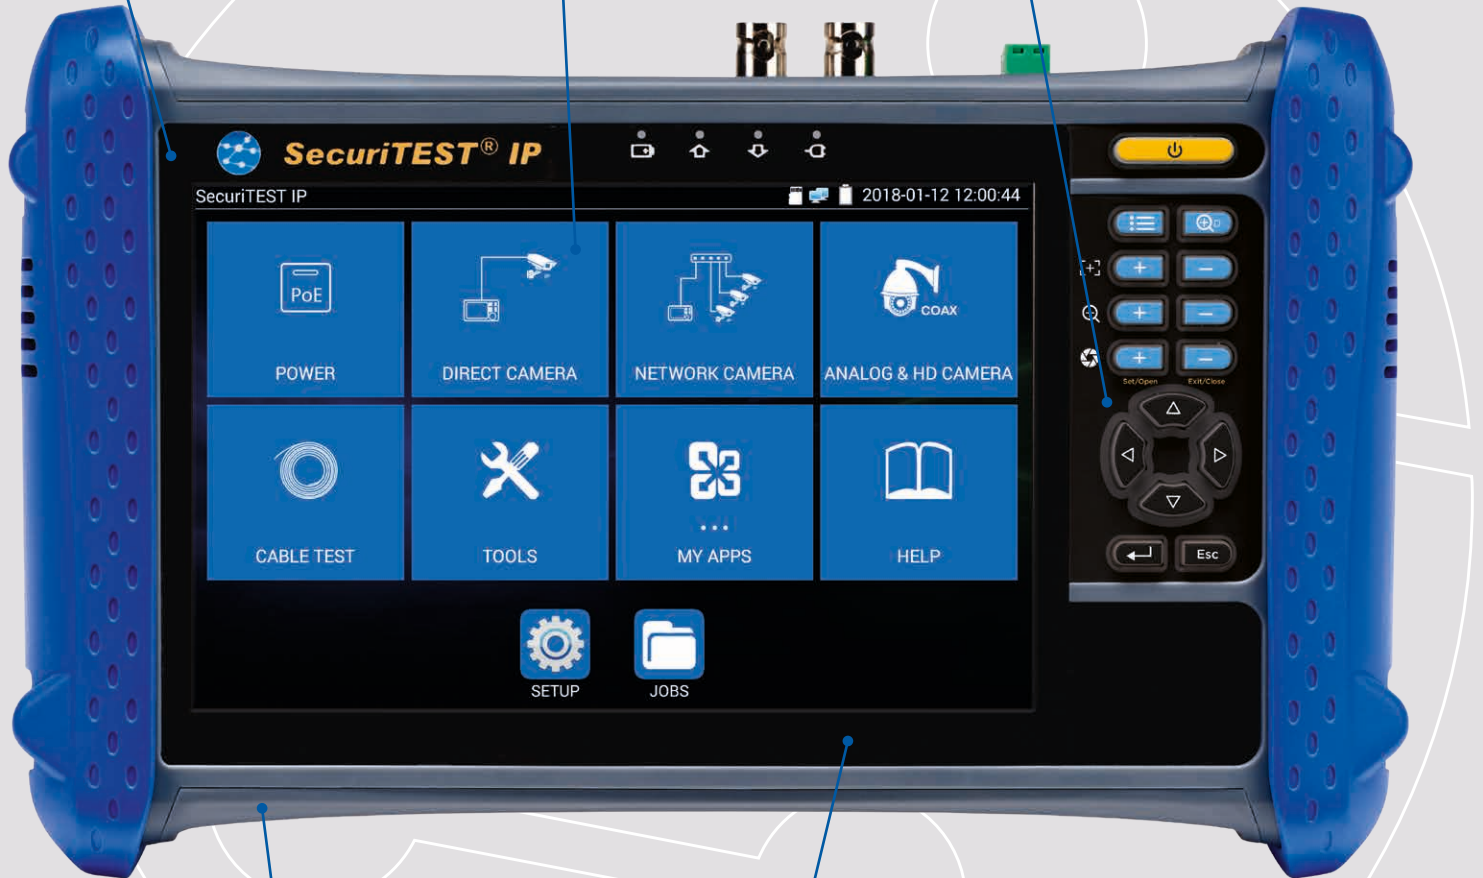 SecuriTEST® IP
SecuriTEST IP
2018-01-12 12:00:44
PoE
COAX
POWER
DIRECT CAMERA
NETWORK CAMERA
ANALOG & HD CAMERA
CABLE TEST
TOOLS
MY APPS
HELP
SETUP
JOBS
D
Set/Open
Exit/Close
Esc